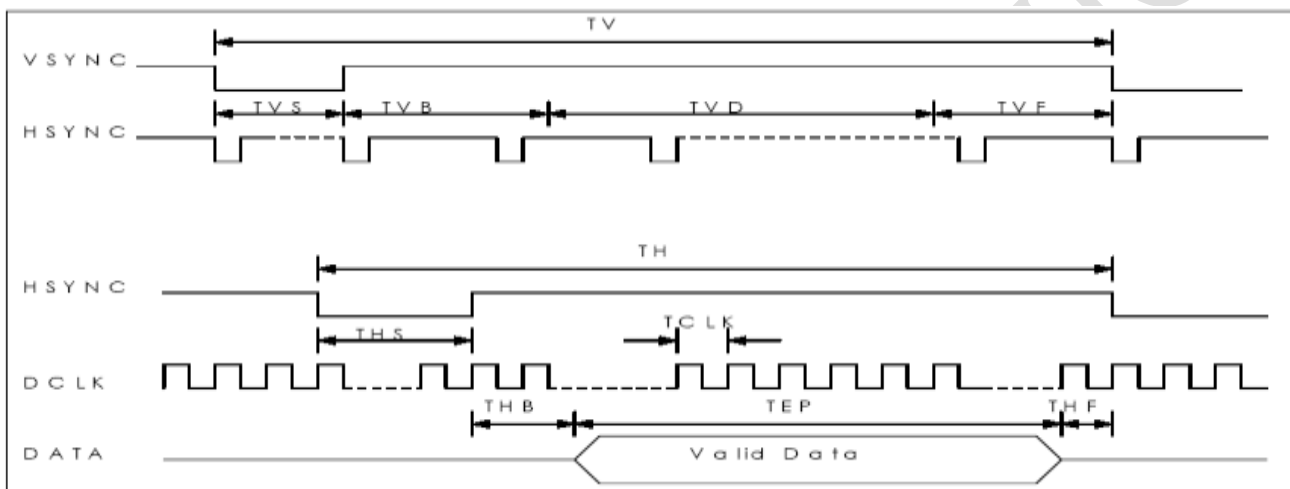 TV
VSYNC
TVS TVB TVD TVF
HSYNC
TH
HSYNC
THS TCLK
DCLK
THB TEP THF
DATA Valid Data